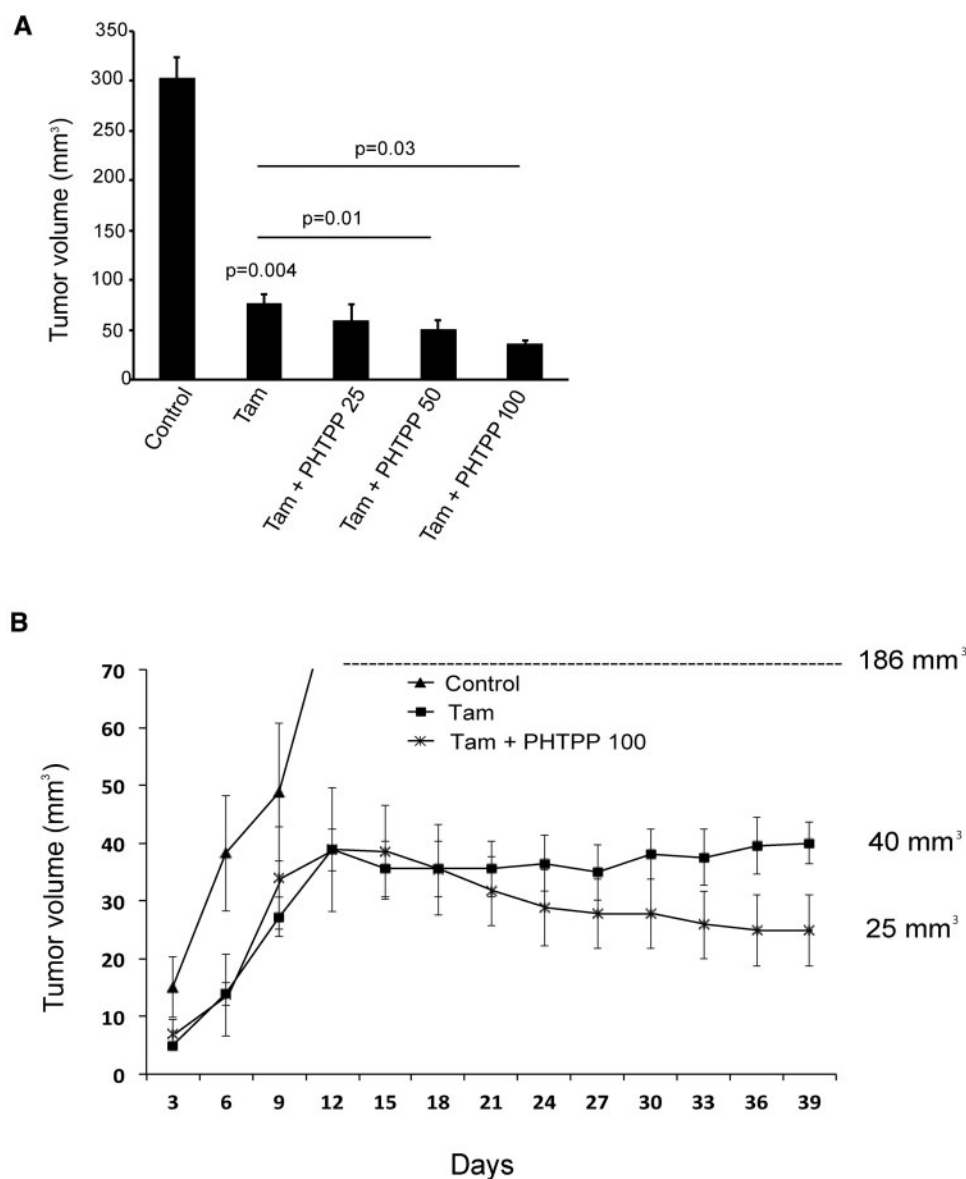 A
Tumor volume (mm³)
350
300
250
200
150
100
50
0
p=0.03
p=0.01
p=0.004
Control
Tam
Tam + PHTPP 25
Tam + PHTPP 50
Tam + PHTPP 100
B
Tumor volume (mm³)
70
60
50
40
30
20
10
0
Control
Tam
Tam + PHTPP 100
186 mm³
40 mm³
25 mm³
3 6 9 12 15 18 21 24 27 30 33 36 39
Days